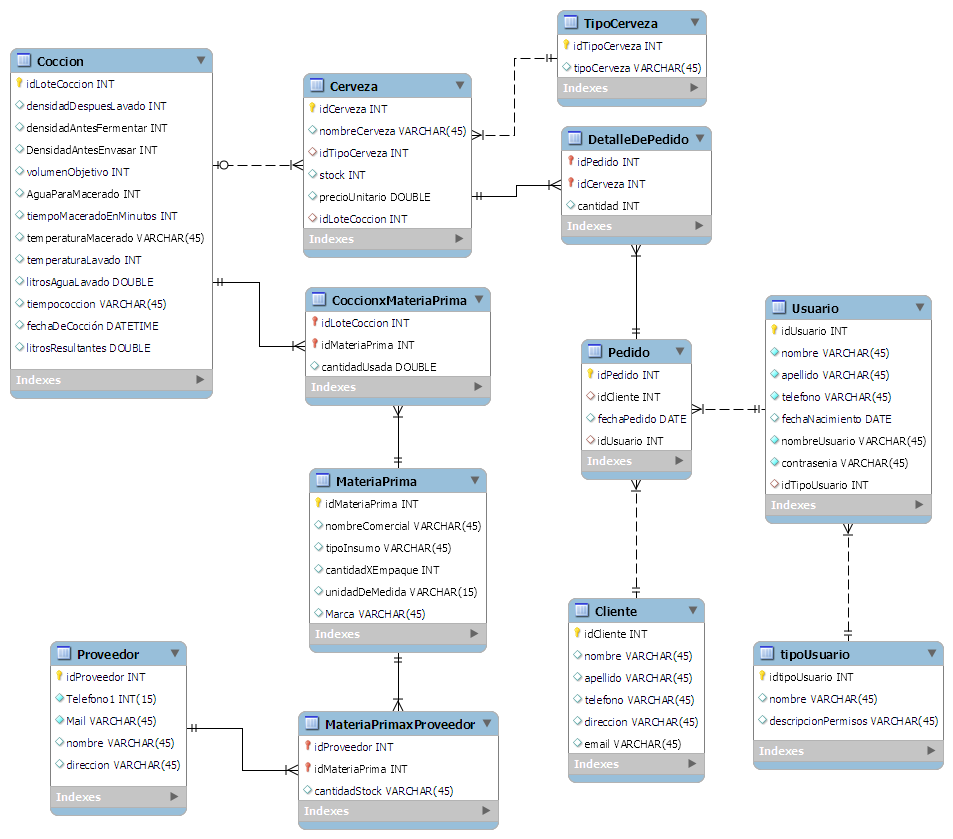 Coccion
idLoteCoccion INT
densidadDespuesLavado INT
densidadAntesFermentar INT
DensidadAntesEnvasar INT
volumenObjetivo INT
AguaParaMacerado INT
tiempoMaceradoEnMinutos INT
temperaturaMacerado VARCHAR(45)
temperaturaLavado INT
litrosAguaLavado DOUBLE
tiempococcion VARCHAR(45)
fechaDeCocción DATETIME
litrosResultantes DOUBLE
Indexes
Cerveza
idCerveza INT
nombreCerveza VARCHAR(45)
idTipoCerveza INT
stock INT
precioUnitario DOUBLE
idLoteCoccion INT
Indexes
TipoCerveza
idTipoCerveza INT
tipoCerveza VARCHAR(45)
Indexes
DetalleDePedido
idPedido INT
idCerveza INT
cantidad INT
Indexes
CoccionxMateriaPrima
idLoteCoccion INT
idMateriaPrima INT
cantidadUsada DOUBLE
Indexes
Pedido
idPedido INT
idCliente INT
fechaPedido DATE
idUsuario INT
Indexes
Usuario
idUsuario INT
nombre VARCHAR(45)
apellido VARCHAR(45)
telefono VARCHAR(45)
fechaNacimiento DATE
nombreUsuario VARCHAR(45)
contrasenia VARCHAR(45)
idTipoUsuario INT
Indexes
MateriaPrima
idMateriaPrima INT
nombreComercial VARCHAR(45)
tipoInsumo VARCHAR(45)
cantidadXEmpaque INT
unidadDeMedida VARCHAR(15)
Marca VARCHAR(45)
Indexes
Cliente
idCliente INT
nombre VARCHAR(45)
apellido VARCHAR(45)
telefono VARCHAR(45)
direccion VARCHAR(45)
email VARCHAR(45)
Indexes
tipoUsuario
idtipoUsuario INT
nombre VARCHAR(45)
descripcionPermisos VARCHAR(45)
Indexes
Proveedor
idProveedor INT
Telefono1 INT(15)
Mail VARCHAR(45)
nombre VARCHAR(45)
direccion VARCHAR(45)
Indexes
MateriaPrimaxProveedor
idProveedor INT
idMateriaPrima INT
cantidadStock VARCHAR(45)
Indexes